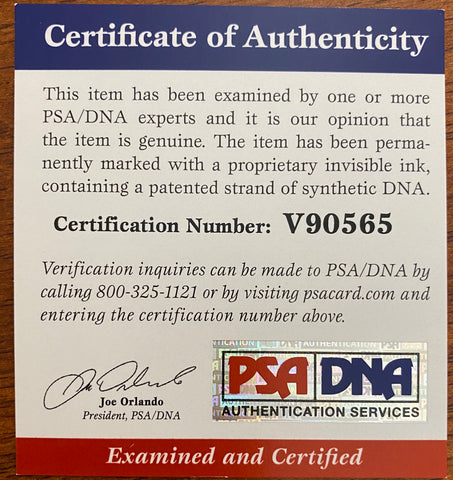 Certificate of Authenticity
This item has been examined by one or more
PSA/DNA experts and it is our opinion that
the item is genuine. The item has been perma-
nently marked with a proprietary invisible ink,
containing a patented strand of synthetic DNA.
Certification Number: V90565
Verification inquiries can be made to PSA/DNA by
calling 800-325-1121 or by visiting psacard.com and
entering the certification number above.
Joe Orlando
Joe Orlando
President, PSA/DNA
PSA DNA
AUTHENTICATION SERVICES
Examined and Certified